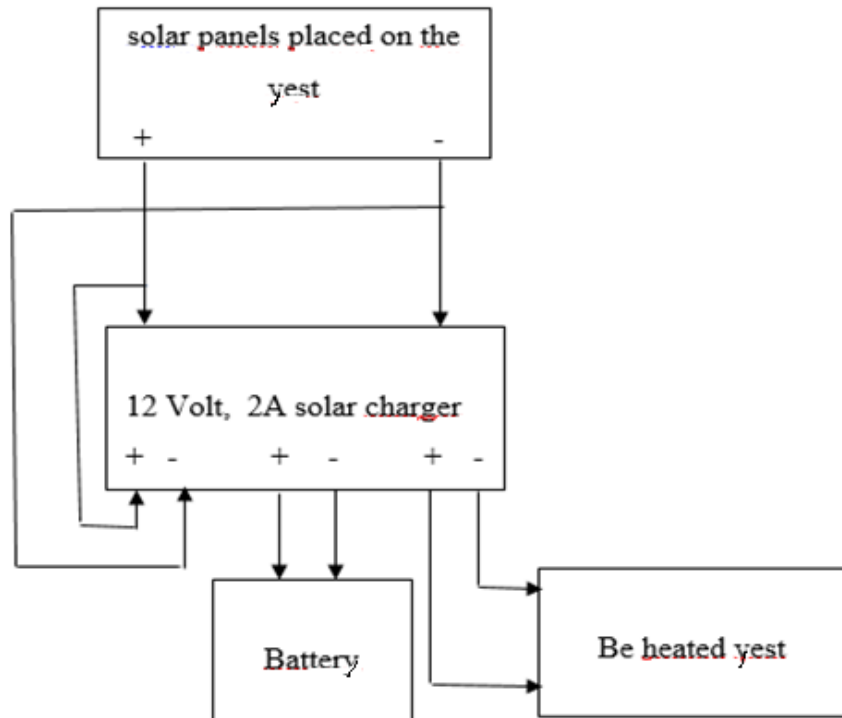 solar panels placed on the
yest
+ -
12 Volt, 2A solar charger
+ - + - + -
Battery
Be heated yest